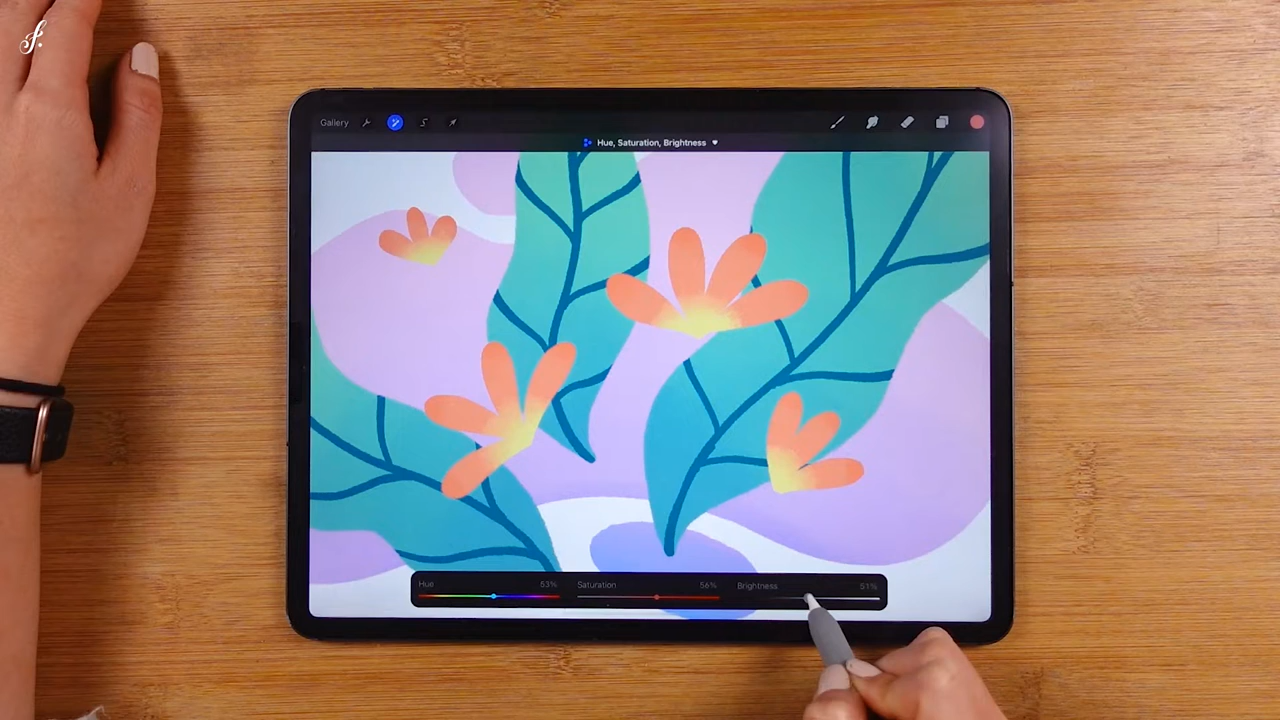 f.
Gallery
S
Hue, Saturation, Brightness ♥
Hue 53% Saturation 56% Brightness 51%